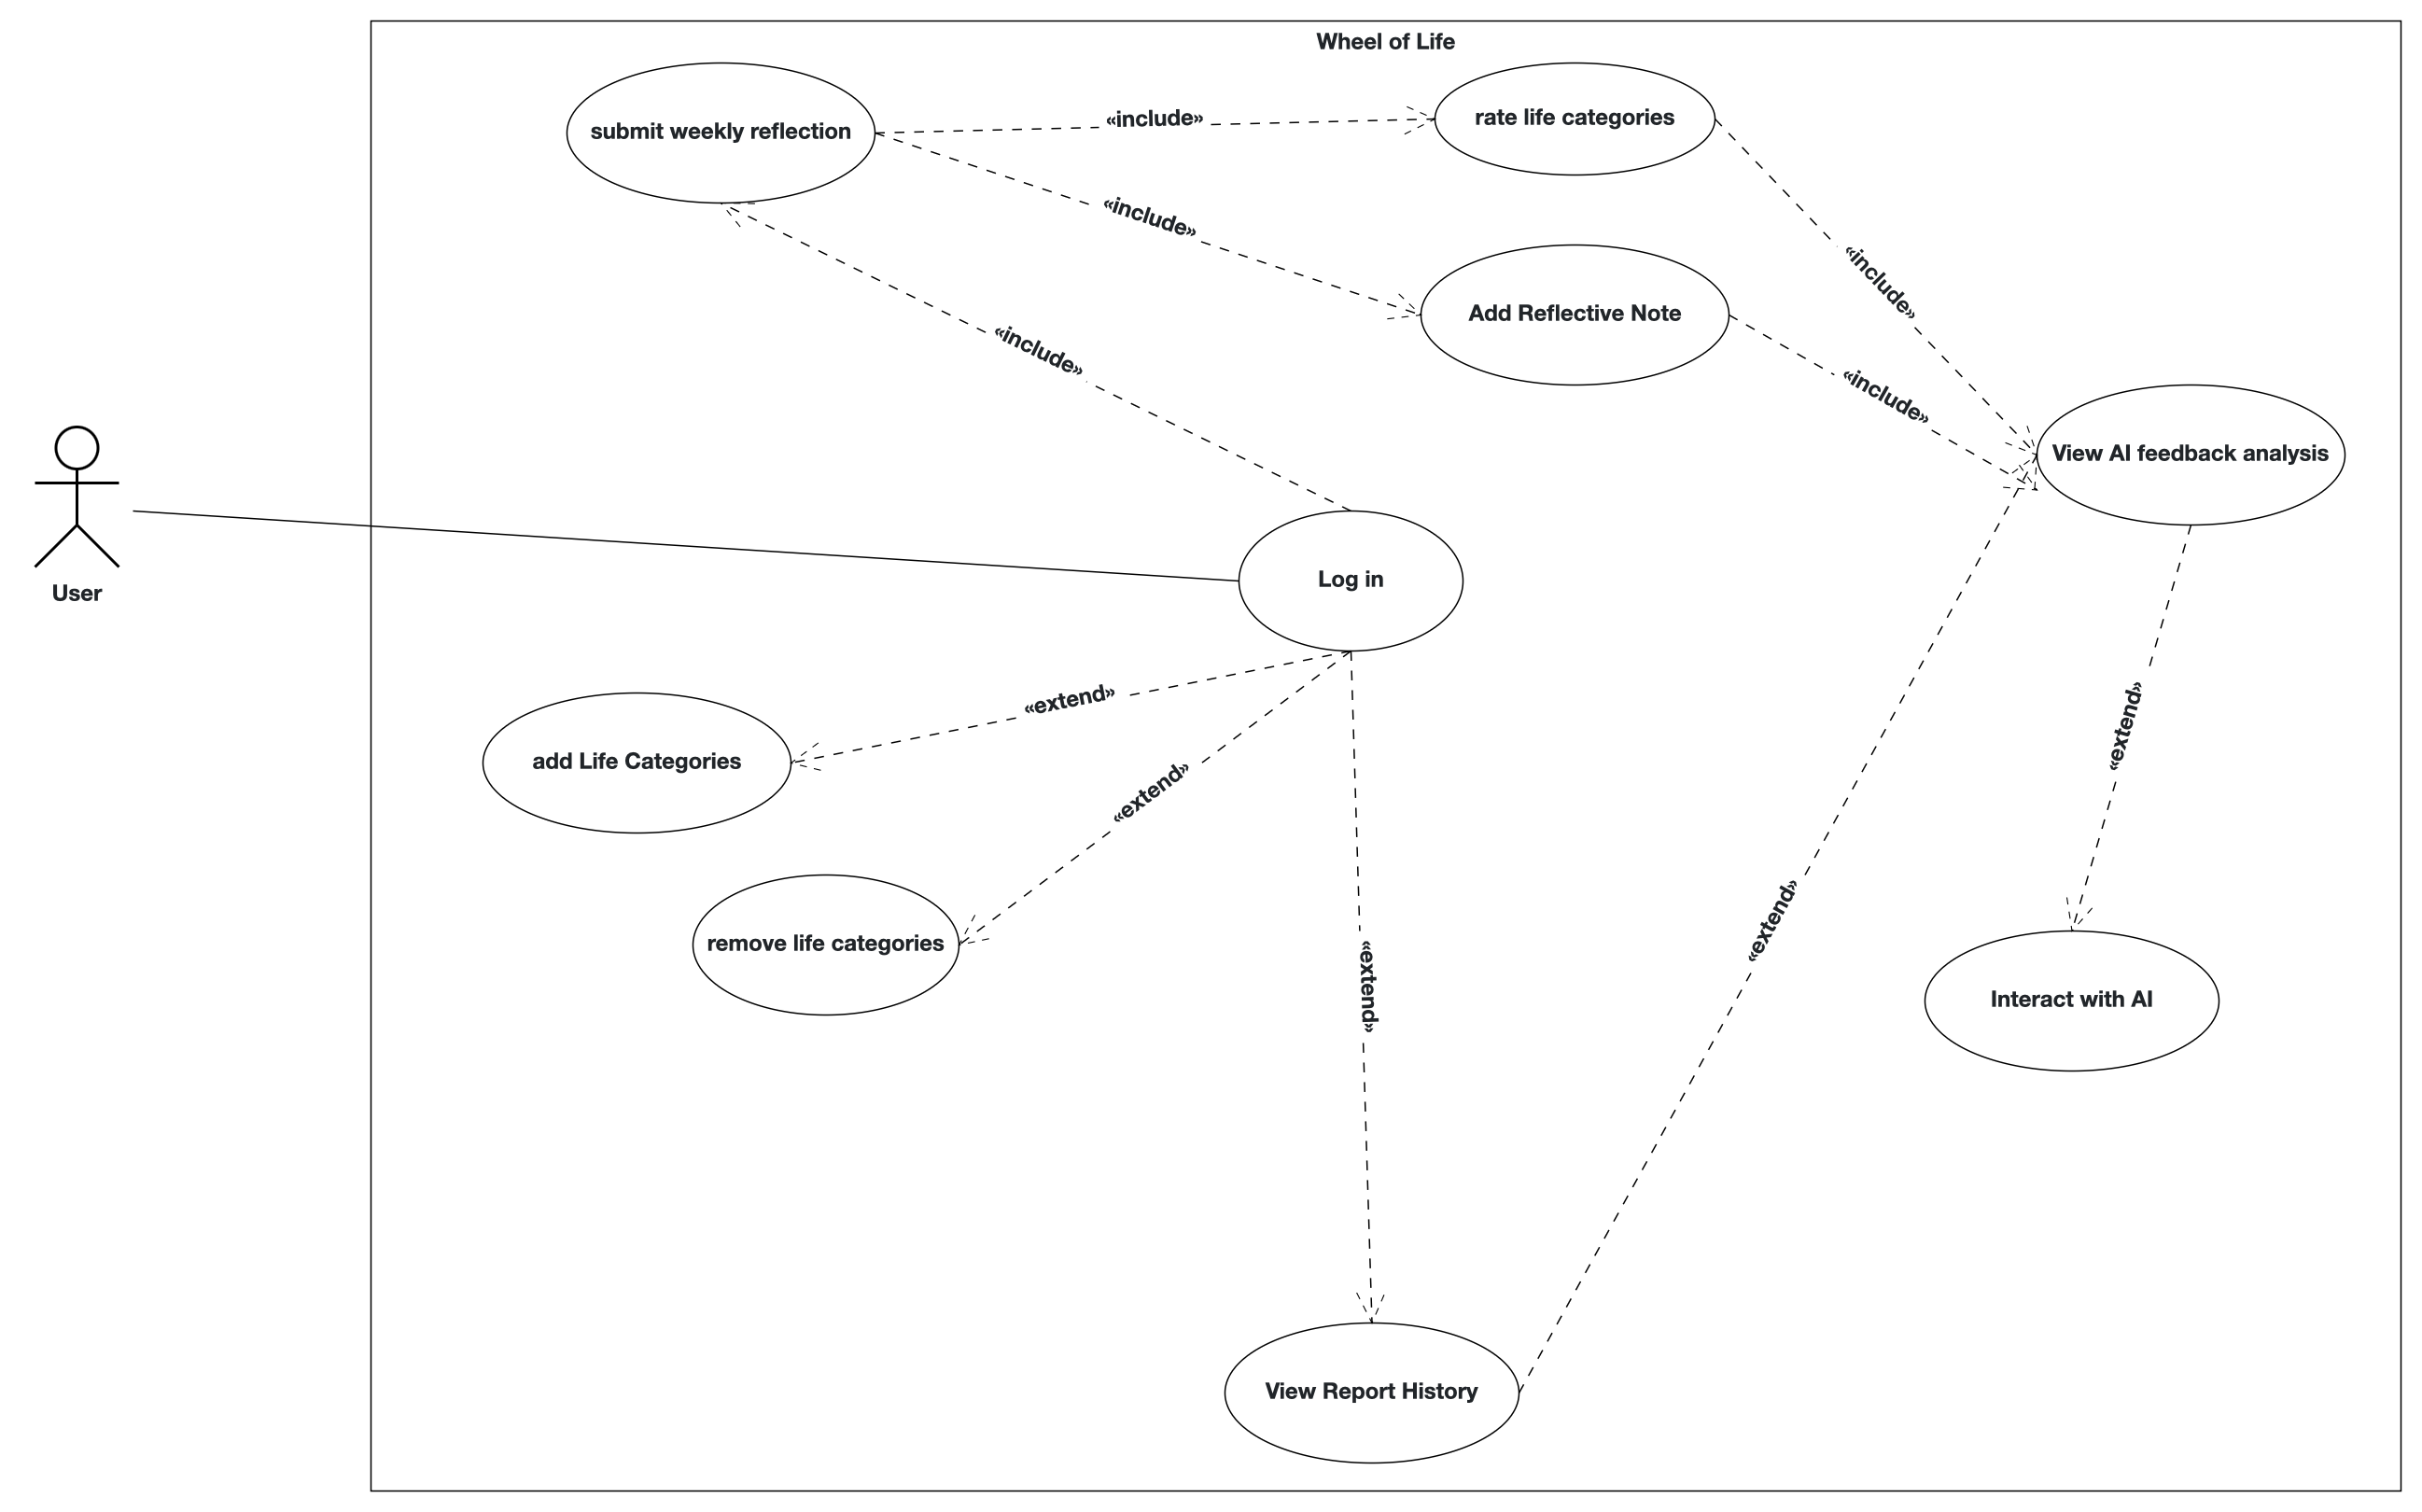 Wheel of Life
submit weekly reflection
«include»
rate life categories
«include»
«include»
Add Reflective Note
«include»
«include»
View AI feedback analysis
User
Log in
«extend»
add Life Categories
«extend»
«extend»
remove life categories
«extend»
«extend»
Interact with AI
«extend»
View Report History